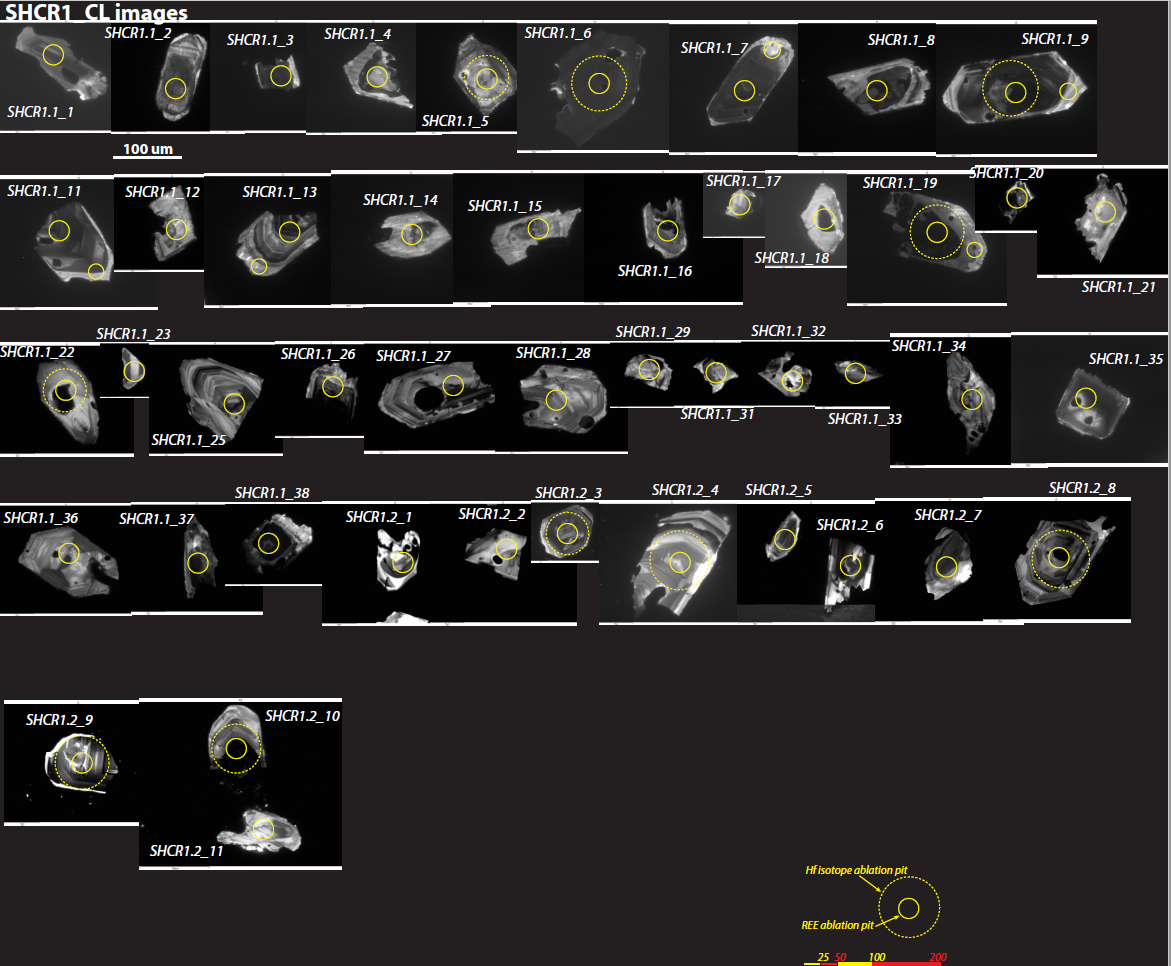 SHCR1 CL images
SHCR1.1_1
SHCR1.1_2
SHCR1.1_3
SHCR1.1_4
SHCR1.1_5
SHCR1.1_6
SHCR1.1_7
SHCR1.1_8
SHCR1.1_9
100 um
SHCR1.1_11
SHCR1.1_12
SHCR1.1_13
SHCR1.1_14
SHCR1.1_15
SHCR1.1_16
SHCR1.1_17
SHCR1.1_18
SHCR1.1_19
SHCR1.1_20
SHCR1.1_21
SHCR1.1_22
SHCR1.1_23
SHCR1.1_25
SHCR1.1_26
SHCR1.1_27
SHCR1.1_28
SHCR1.1_29
SHCR1.1_31
SHCR1.1_32
SHCR1.1_33
SHCR1.1_34
SHCR1.1_35
SHCR1.1_36
SHCR1.1_37
SHCR1.1_38
SHCR1.2_1
SHCR1.2_2
SHCR1.2_3
SHCR1.2_4
SHCR1.2_5
SHCR1.2_6
SHCR1.2_7
SHCR1.2_8
SHCR1.2_9
SHCR1.2_10
SHCR1.2_11
Hf isotope ablation pit
REE ablation pit
25 50 100 200